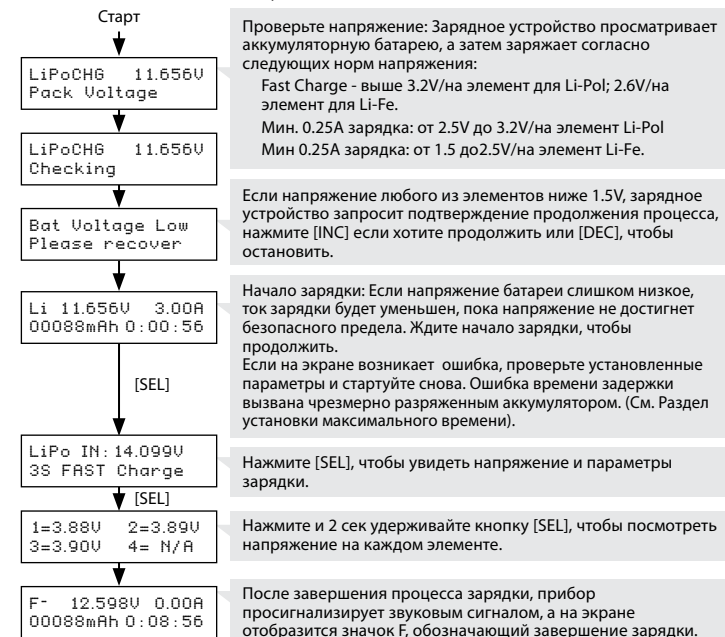 Старт
LiPoCHG 11.656V
Pack Voltage
Проверьте напряжение: Зарядное устройство просматривает
аккумуляторную батарею, а затем заряжает согласно
следующих норм напряжения:
Fast Charge - выше 3.2V/на элемент для Li-Pol; 2.6V/на
элемент для Li-Fe.
Мин. 0.25A зарядка: от 2.5V до 3.2V/на элемент Li-Pol
Мин 0.25A зарядка: от 1.5 до2.5V/на элемент Li-Fe.
LiPoCHG 11.656V
Checking
Bat Voltage Low
Please recover
Если напряжение любого из элементов ниже 1.5V, зарядное
устройство запросит подтверждение продолжения процесса,
нажмите [INC] если хотите продолжить или [DEC], чтобы
остановить.
Li 11.656V 3.00A
00088mAh 0:00:56
Начало зарядки: Если напряжение батареи слишком низкое,
ток зарядки будет уменьшен, пока напряжение не достигнет
безопасного предела. Ждите начало зарядки, чтобы
продолжить.
Если на экране возникает ошибка, проверьте установленные
параметры и стартуйте снова. Ошибка времени задержки
вызвана чрезмерно разряженным аккумулятором. (См. Раздел
установки максимального времени).
[SEL]
LiPo IN:14.099V
3S FAST Charge
Нажмите [SEL], чтобы увидеть напряжение и параметры
зарядки.
[SEL]
1=3.88V 2=3.89V
3=3.90V 4= N/A
Нажмите и 2 сек удерживайте кнопку [SEL], чтобы посмотреть
напряжение на каждом элементе.
F- 12.598V 0.00A
00088mAh 0:08:56
После завершения процесса зарядки, прибор
просигнализирует звуковым сигналом, а на экране
отобразится значок F, обозначающий завершение зарядки.